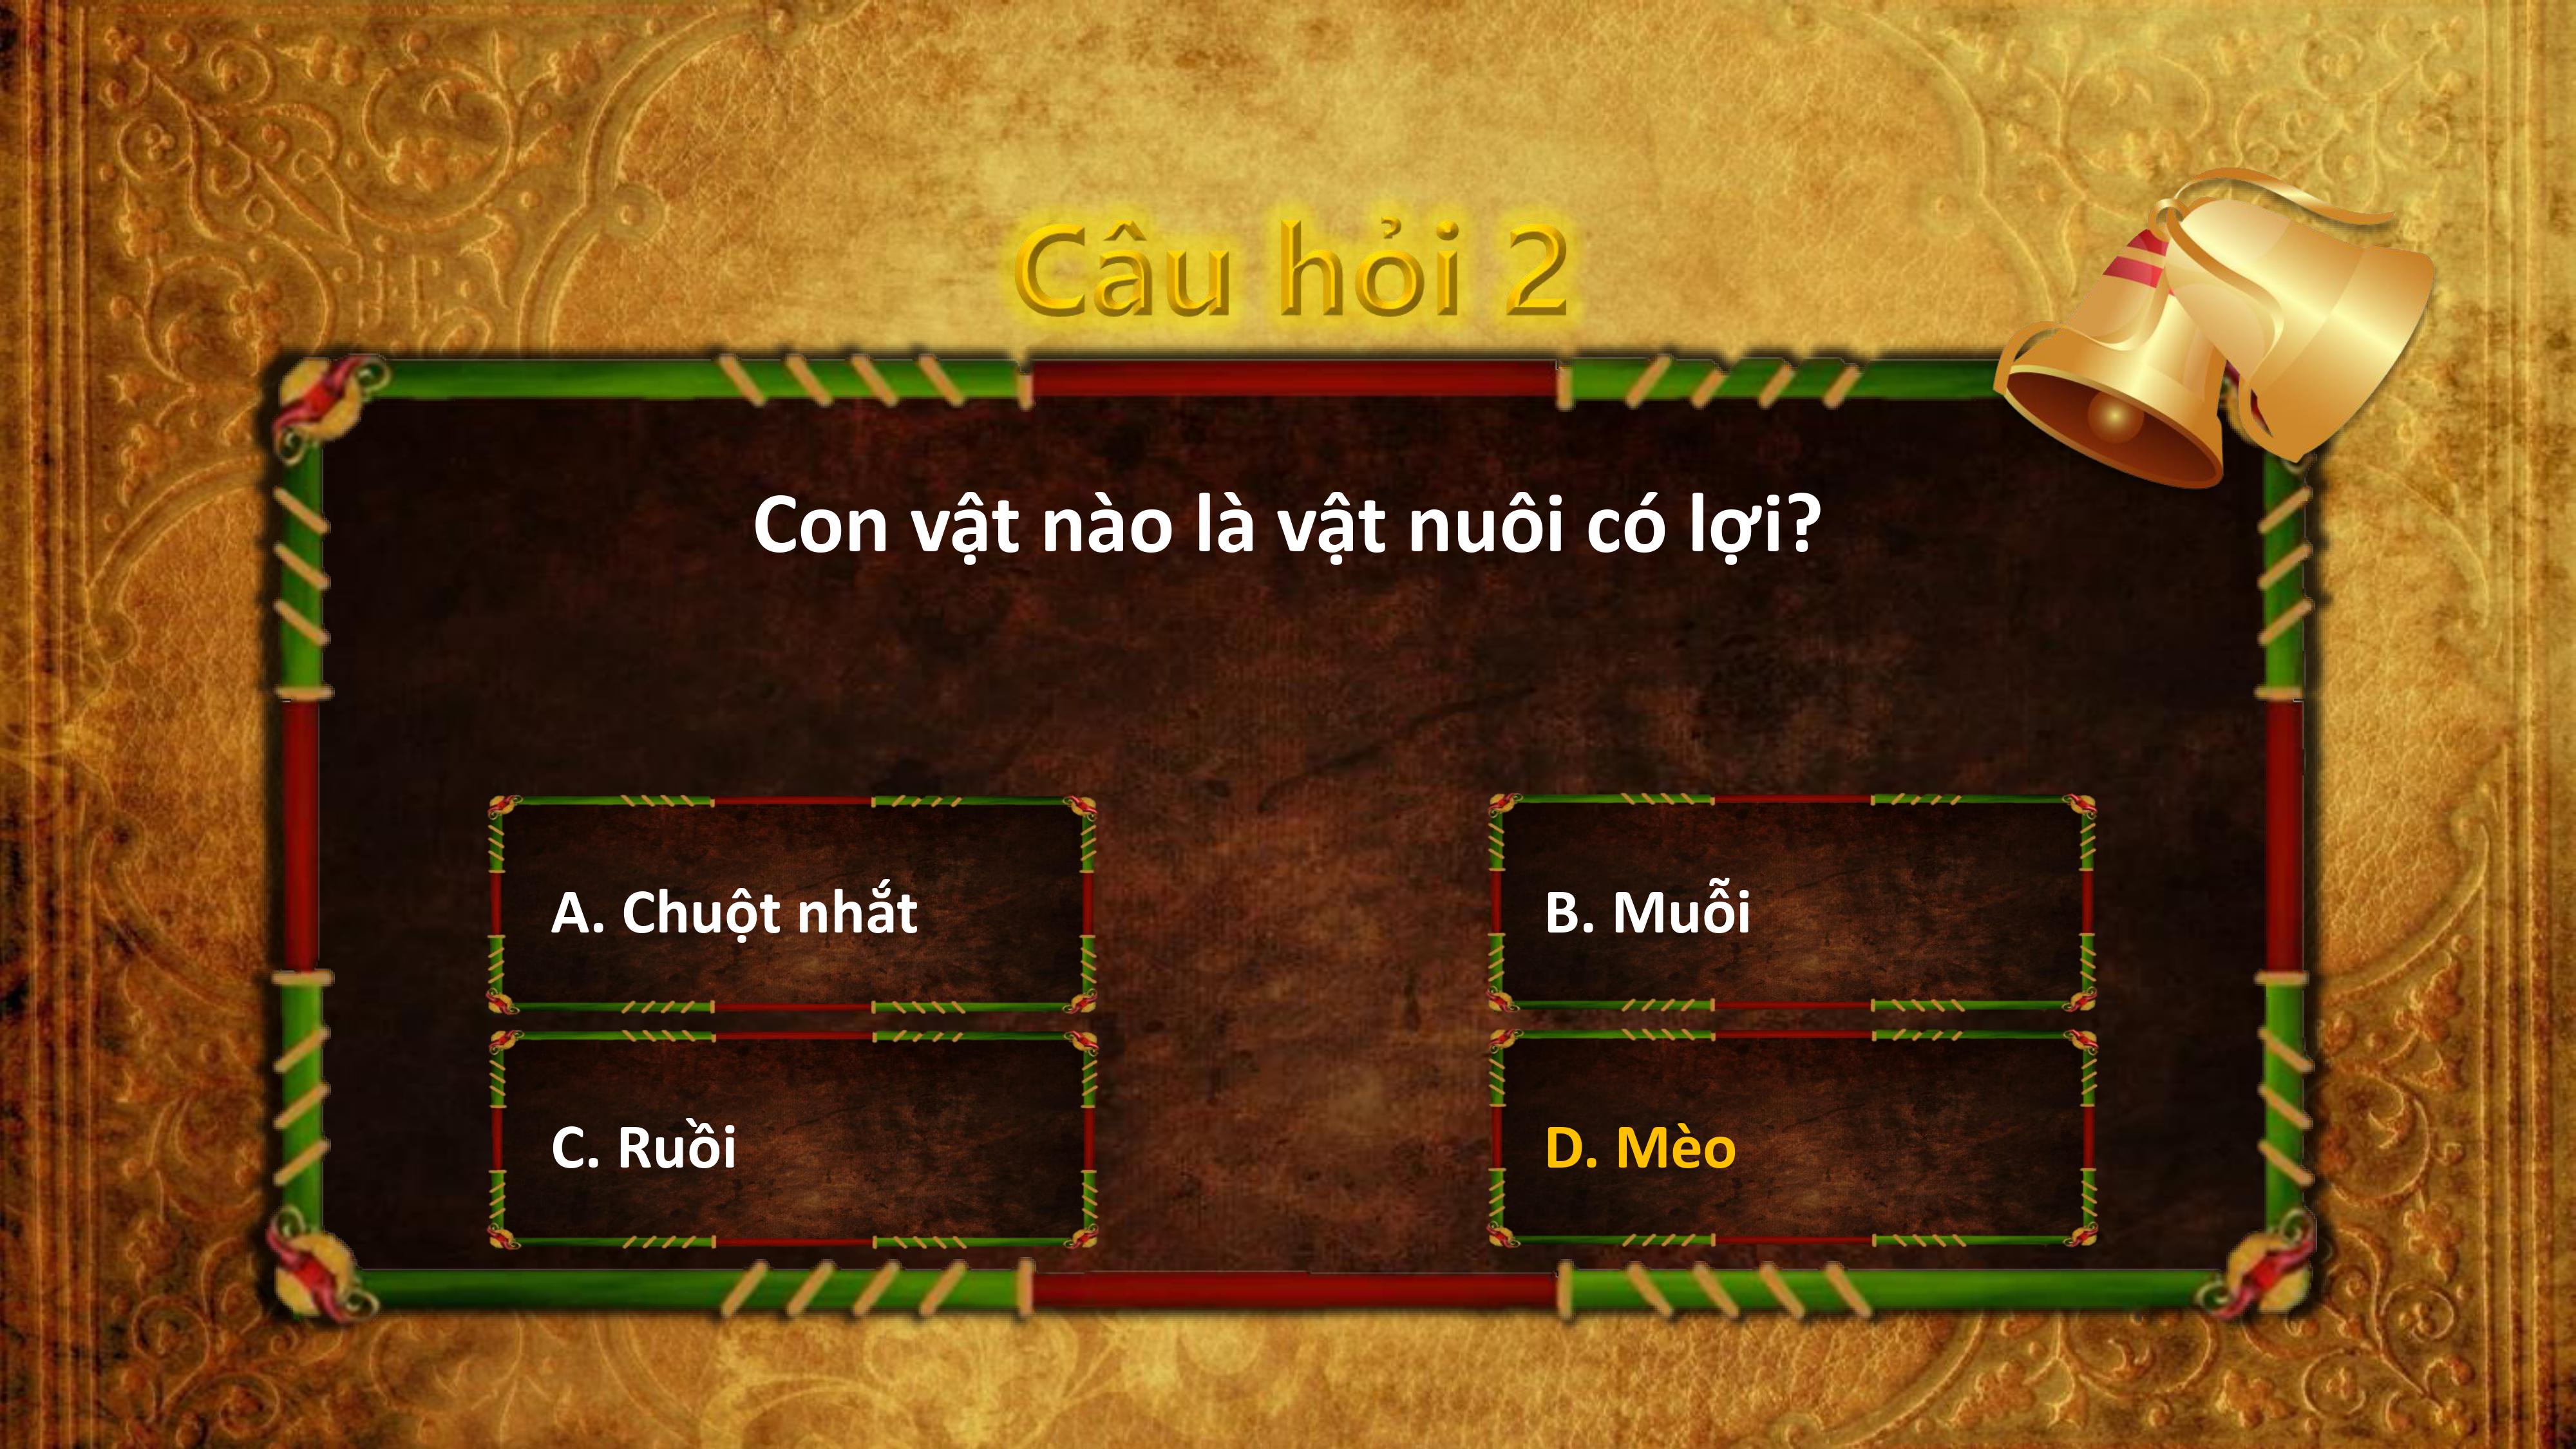 Câu hỏi 2
Con vật nào là vật nuôi có lợi?
A. Chuột nhắt
B. Muỗi
C. Ruồi
D. Mèo